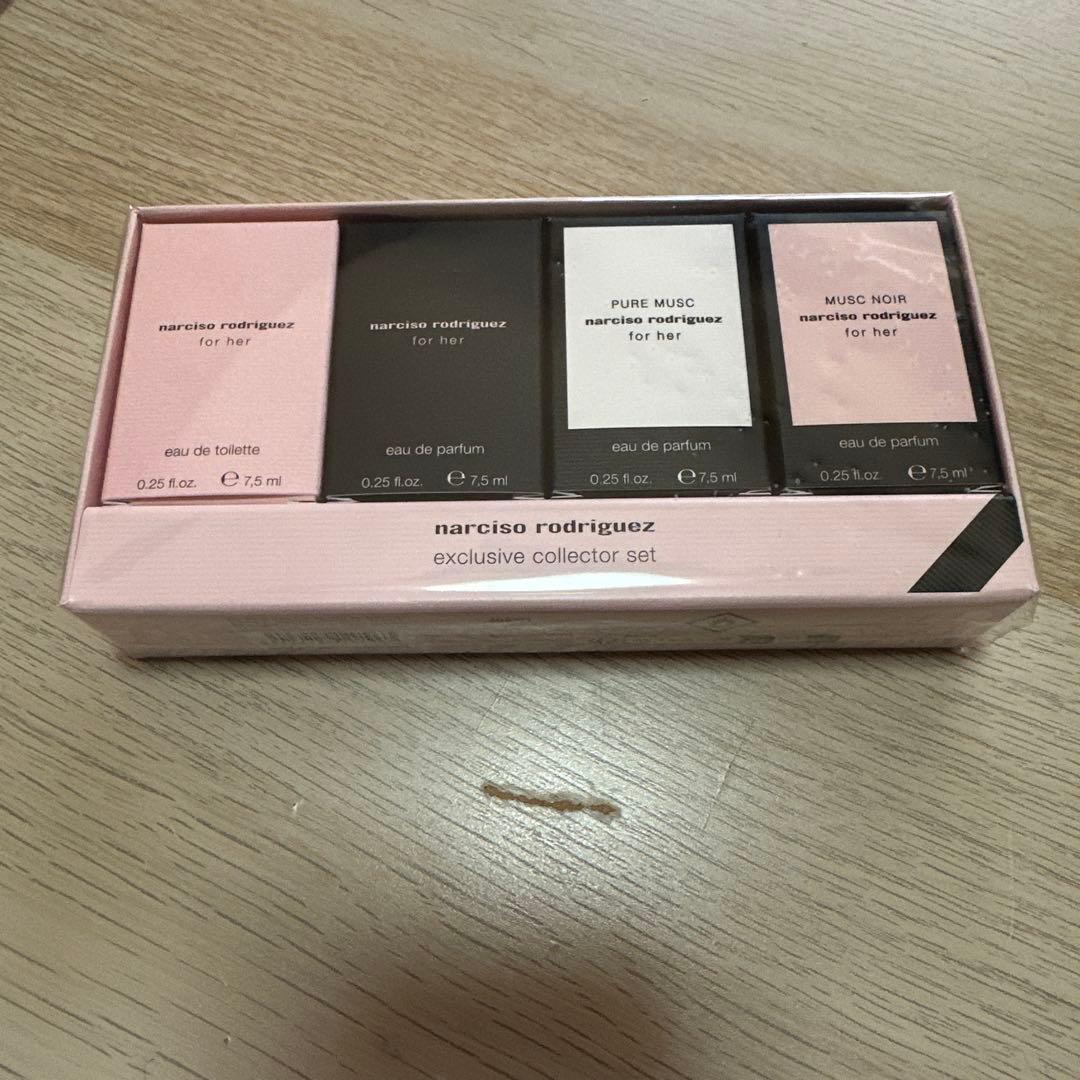 narciso rodriguez
for her
eau de toilette
0.25 fl.oz. ℮ 7,5 ml
narciso rodriguez
for her
eau de parfum
0.25 fl.oz. ℮ 7,5 ml
PURE MUSC
narciso rodriguez
for her
eau de parfum
0.25 fl.oz. ℮ 7,5 ml
MUSC NOIR
narciso rodriguez
for her
eau de parfum
0.25 fl.oz. ℮ 7,5 ml
narciso rodriguez
exclusive collector set